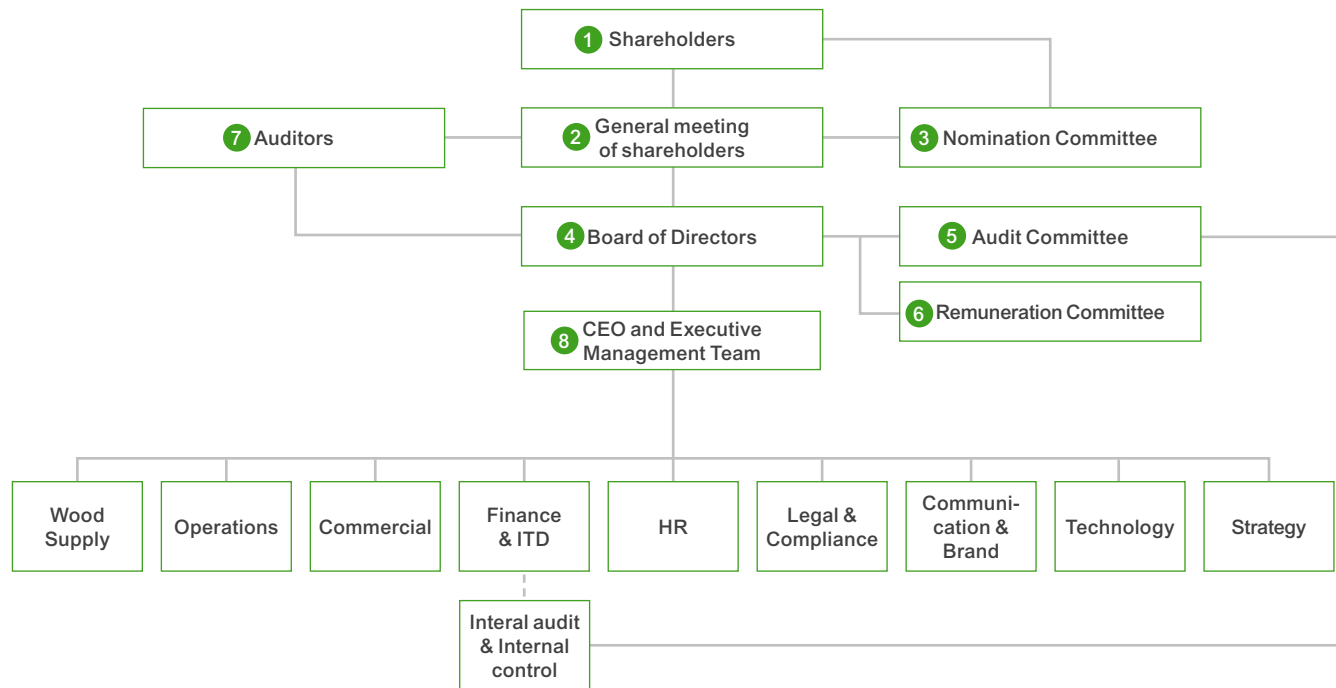 1 Shareholders
7 Auditors
2 General meeting
of shareholders
3 Nomination Committee
4 Board of Directors
5 Audit Committee
6 Remuneration Committee
8 CEO and Executive
Management Team
Wood
Supply
Operations
Commercial
Finance
& ITD
HR
Legal &
Compliance
Communi-
cation &
Brand
Technology
Strategy
Interal audit
& Internal
control